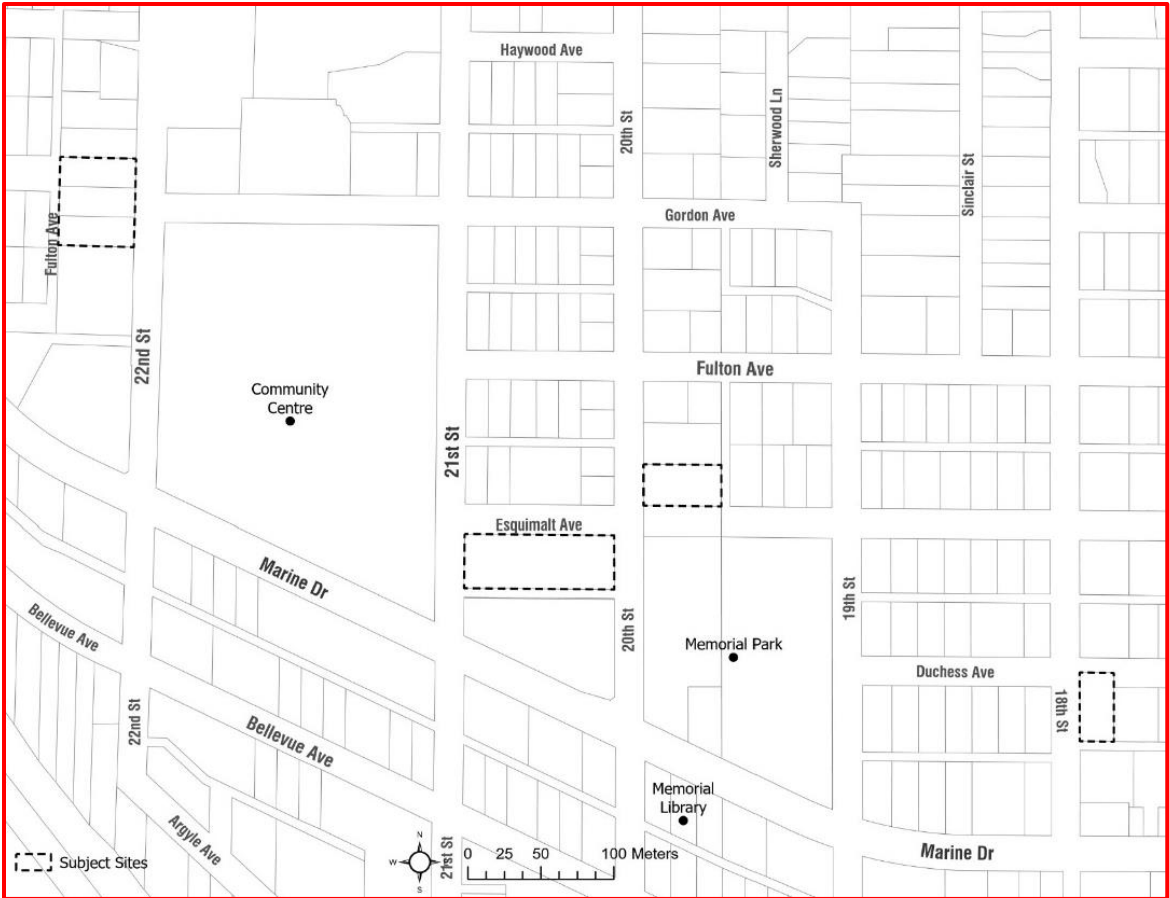 Haywood Ave
20th St
Sherwood Ln
Sinclair St
Gordon Ave
Fulton Ave
22nd St
Fulton Ave
Community
Centre
21st St
Esquimalt Ave
Marine Dr
20th St
19th St
Bellevue Ave
Memorial Park
Duchess Ave
18th St
22nd St
Bellevue Ave
Memorial
Library
Argyle Ave
Marine Dr
Subject Sites
N
W
S
21st St
0 25 50 100 Meters